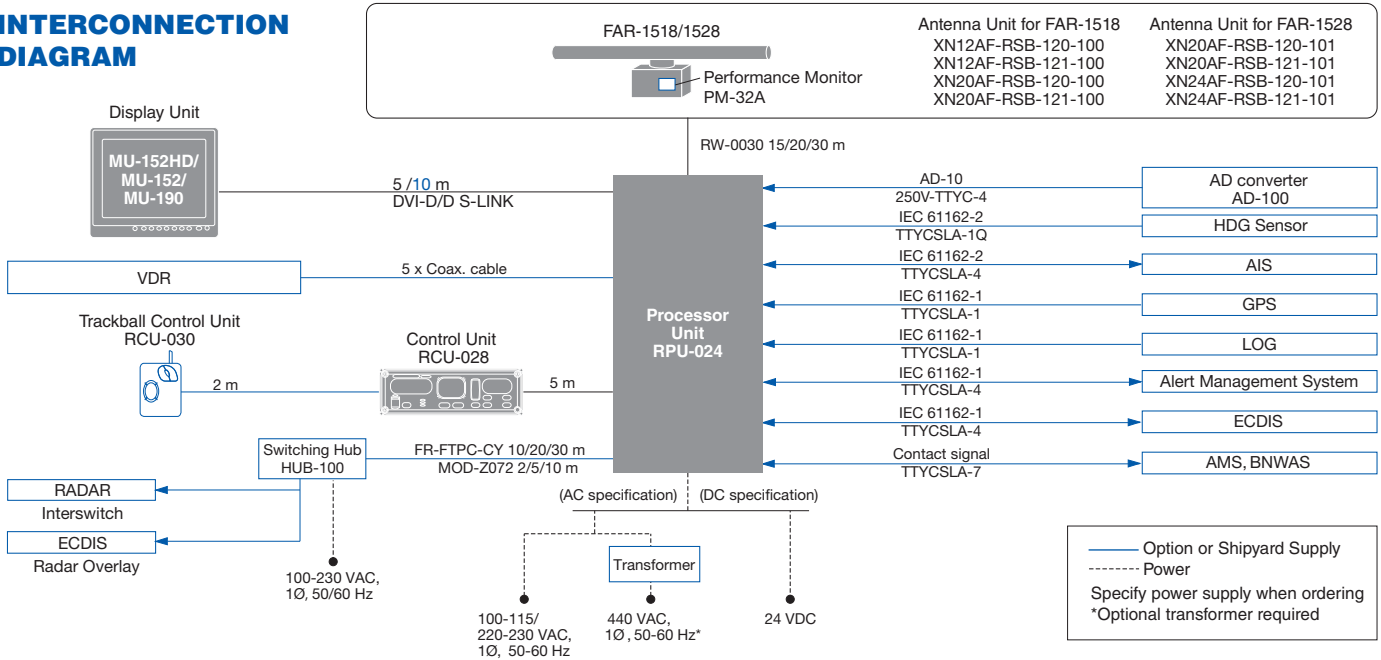 INTERCONNECTION
DIAGRAM
FAR-1518/1528
Performance Monitor
PM-32A
Antenna Unit for FAR-1518
XN12AF-RSB-120-100
XN12AF-RSB-121-100
XN20AF-RSB-120-100
XN20AF-RSB-121-100
Antenna Unit for FAR-1528
XN20AF-RSB-120-101
XN20AF-RSB-121-101
XN24AF-RSB-120-101
XN24AF-RSB-121-101
RW-0030 15/20/30 m
Display Unit
MU-152HD/
MU-152/
MU-190
5 /10 m
DVI-D/D S-LINK
VDR
5 x Coax. cable
Trackball Control Unit
RCU-030
2 m
Control Unit
RCU-028
5 m
Switching Hub
HUB-100
FR-FTPC-CY 10/20/30 m
MOD-Z072 2/5/10 m
RADAR
Interswitch
ECDIS
Radar Overlay
100-230 VAC,
1Ø, 50/60 Hz
Processor
Unit
RPU-024
AD-10
250V-TTYC-4
AD converter
AD-100
IEC 61162-2
TTYCSLA-1Q
HDG Sensor
IEC 61162-2
TTYCSLA-4
AIS
IEC 61162-1
TTYCSLA-1
GPS
IEC 61162-1
TTYCSLA-1
LOG
IEC 61162-1
TTYCSLA-4
Alert Management System
IEC 61162-1
TTYCSLA-4
ECDIS
Contact signal
TTYCSLA-7
AMS, BNWAS
(AC specification)
(DC specification)
Transformer
100-115/
220-230 VAC,
1Ø, 50-60 Hz
440 VAC,
1Ø, 50-60 Hz*
24 VDC
Option or Shipyard Supply
Power
Specify power supply when ordering
*Optional transformer required